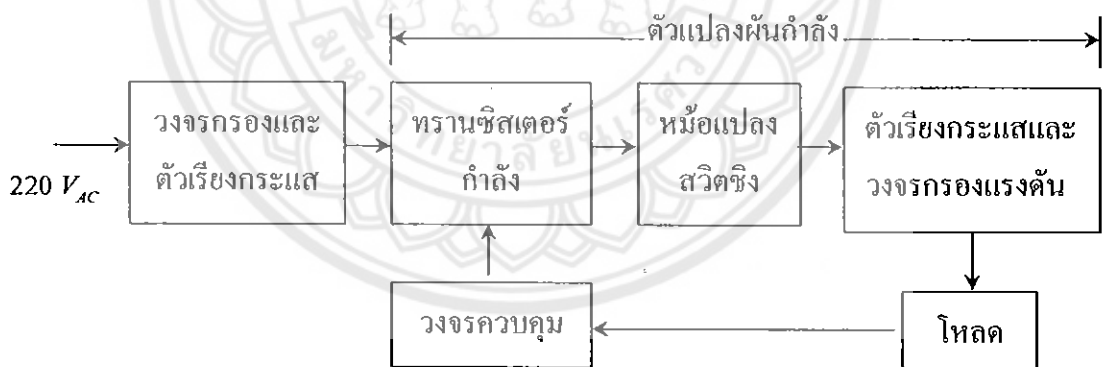 ตัวแปลงผันกำลัง
220 V_AC
วงจรกรองและ
ตัวเรียงกระแส
ทรานซิสเตอร์
กำลัง
หม้อแปลง
สวิตชิง
ตัวเรียงกระแสและ
วงจรกรองแรงดัน
วงจรควบคุม
โหลด